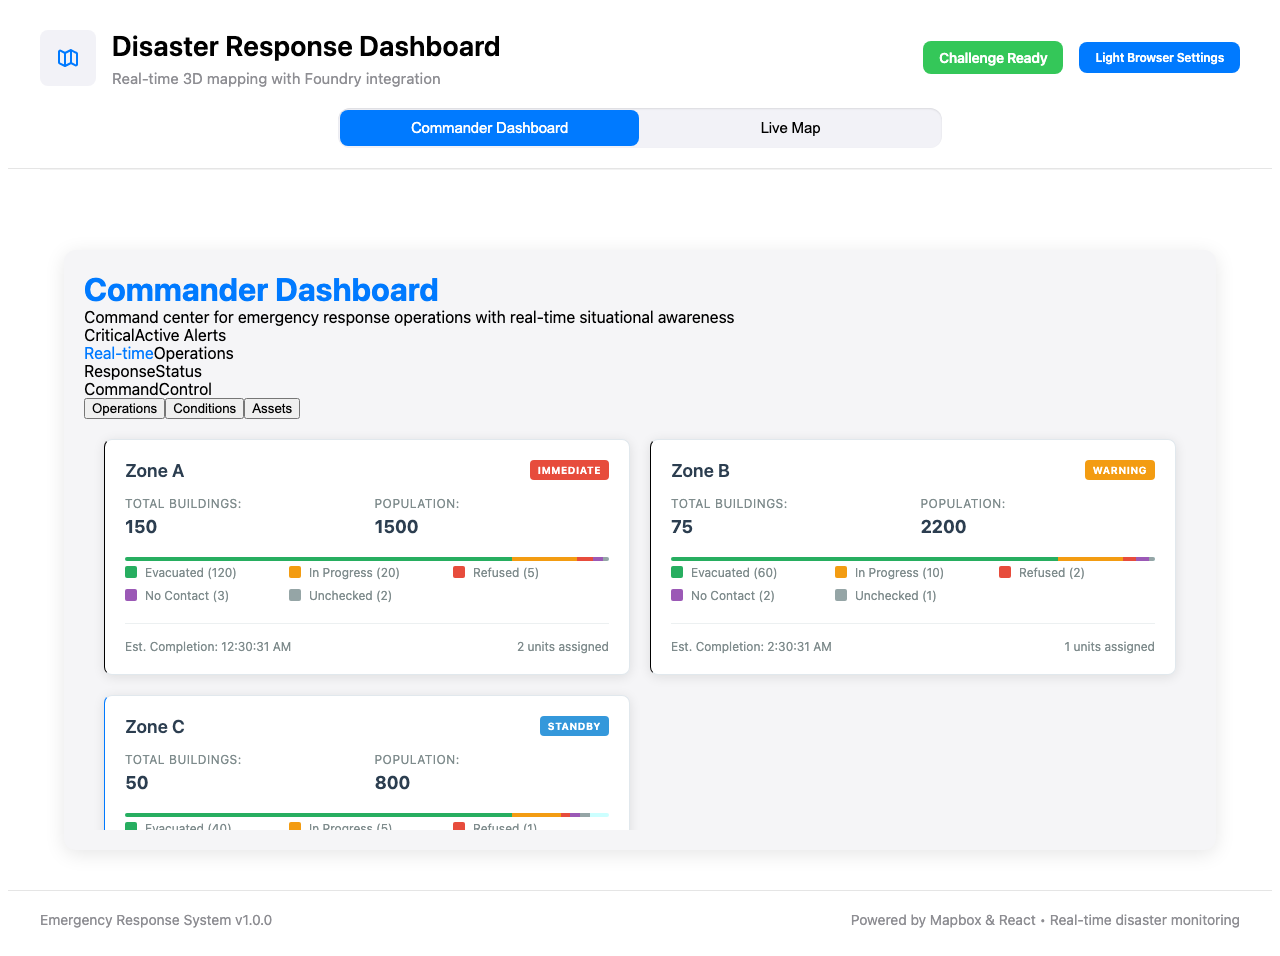 Disaster Response Dashboard
Real-time 3D mapping with Foundry integration
Challenge Ready
Light Browser Settings
Commander Dashboard
Live Map
Commander Dashboard
Command center for emergency response operations with real-time situational awareness
CriticalActive Alerts
Real-timeOperations
ResponseStatus
CommandControl
Operations Conditions Assets
Zone A
IMMEDIATE
TOTAL BUILDINGS: POPULATION:
150 1500
Evacuated (120) In Progress (20) Refused (5)
No Contact (3) Unchecked (2)
Est. Completion: 12:30:31 AM 2 units assigned
Zone B
WARNING
TOTAL BUILDINGS: POPULATION:
75 2200
Evacuated (60) In Progress (10) Refused (2)
No Contact (2) Unchecked (1)
Est. Completion: 2:30:31 AM 1 units assigned
Zone C
STANDBY
TOTAL BUILDINGS: POPULATION:
50 800
Evacuated (40) In Progress (5) Refused (1)
Emergency Response System v1.0.0
Powered by Mapbox & React • Real-time disaster monitoring